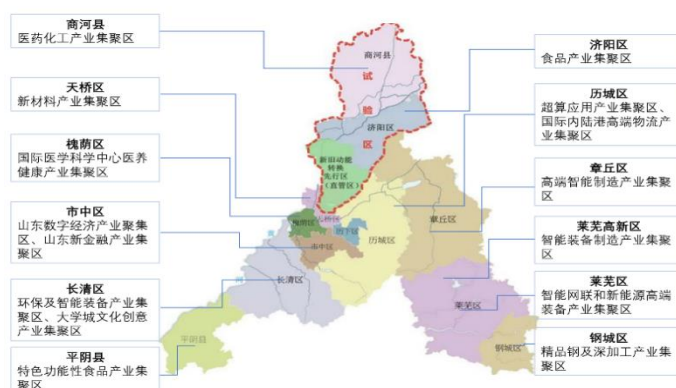 商河县
医药化工产业集聚区
天桥区
新材料产业集聚区
槐荫区
国际医学科学中心医养
健康产业集聚区
市中区
山东数字经济产业聚集
区、山东新金融产业集
聚区
长清区
环保及智能装备产业集
聚区、大学城文化创意
产业集聚区
平阴县
特色功能性食品产业集
聚区
商河县
试
验
区
济阳区
新旧动能
转换
先行区
(直管区)
天桥区
槐荫区
历下区
市中区
历城区
章丘区
长清区
平阴县
莱芜区
钢城区
济阳区
食品产业集聚区
历城区
超算应用产业集聚区、
国际内陆港高端物流产
业集聚区
章丘区
高端智能制造产业集聚
区
莱芜高新区
智能装备制造产业集聚
区
莱芜区
智能网联和新能源高端
装备产业集聚区
钢城区
精品钢及深加工产业集
聚区